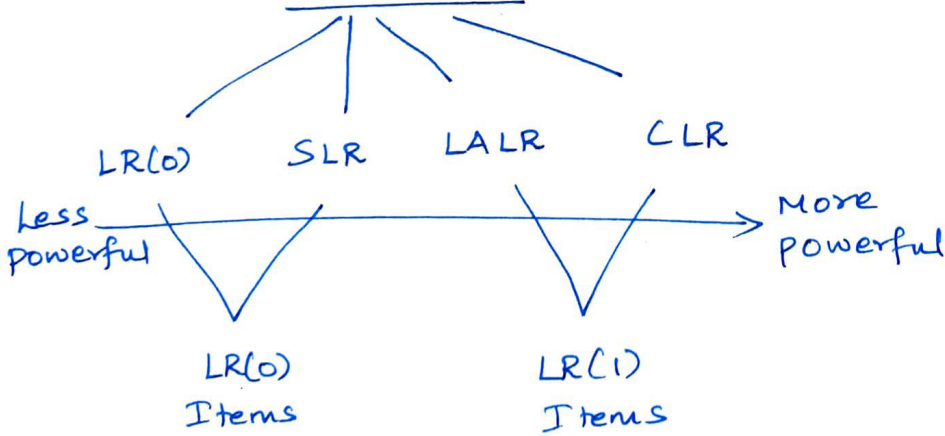 LR(0) SLR LALR CLR
Less powerful
More powerful
LR(0) Items
LR(1) Items